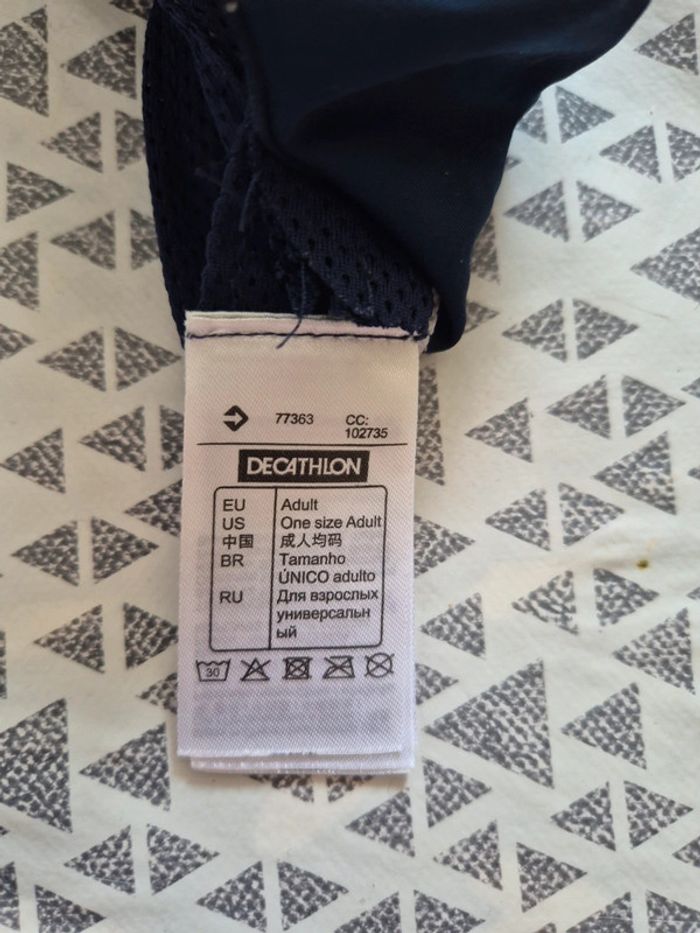 77363 CC:
102735
DECATHLON
EU Adult
US One size Adult
中国 成人均码
BR Tamanho
ÚNICO adulto
RU Для взрослых
универсальн
ый
30